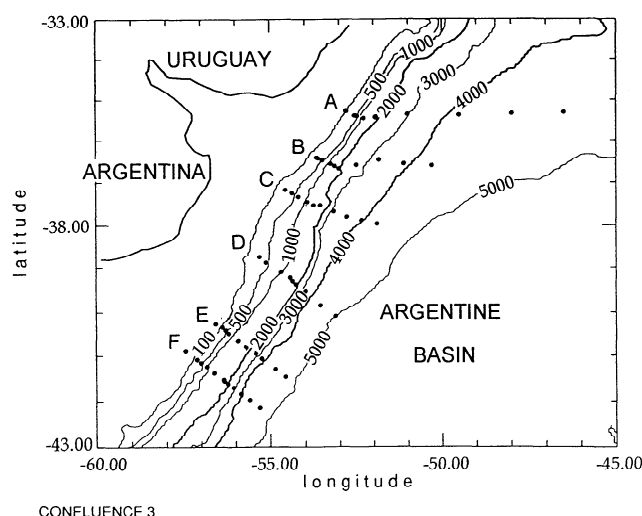 -33.00
URUGUAY
500
1000
3000
A
2000
4000
B
ARGENTINA
C
5000
-38.00
latitude
D
1000
4000
E
3000
ARGENTINE
F
100
500
2000
5000
BASIN
-43.00
-60.00
-55.00
-50.00
-45.00
longitude
CONFLUENCE 3